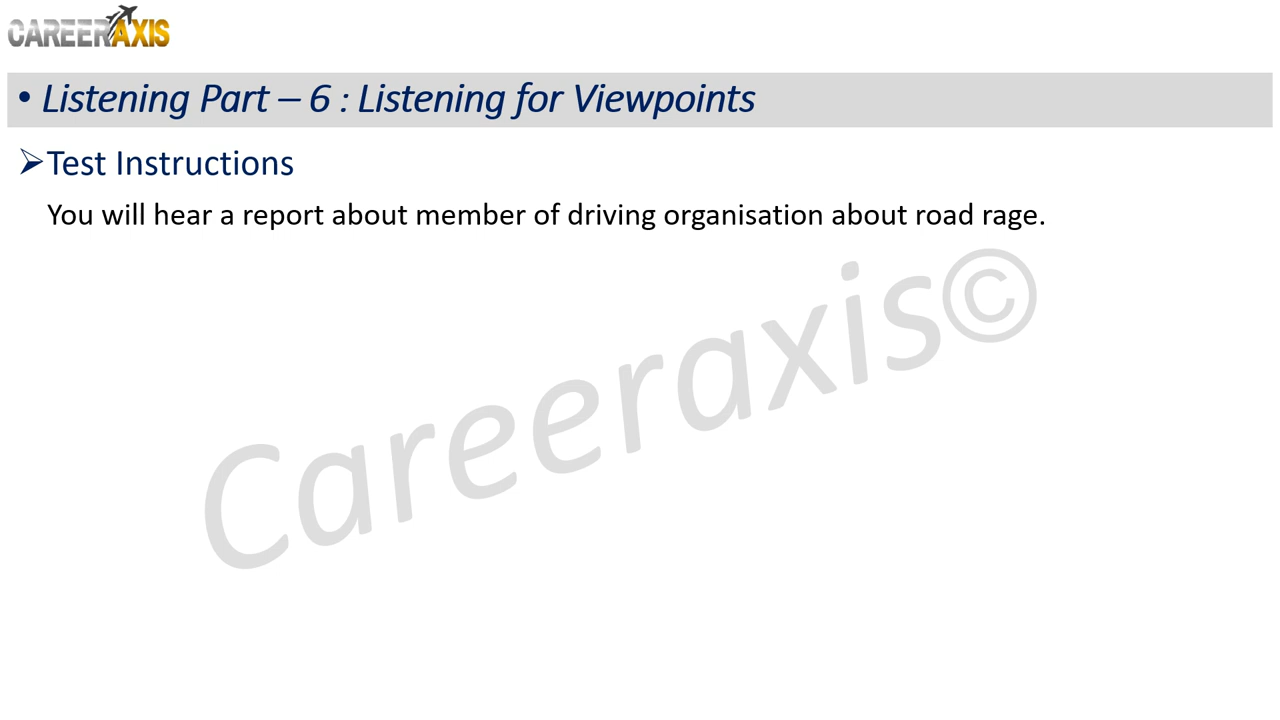 CAREERAXIS
• Listening Part – 6 : Listening for Viewpoints
➢Test Instructions
You will hear a report about member of driving organisation about road rage.
Careeraxis©